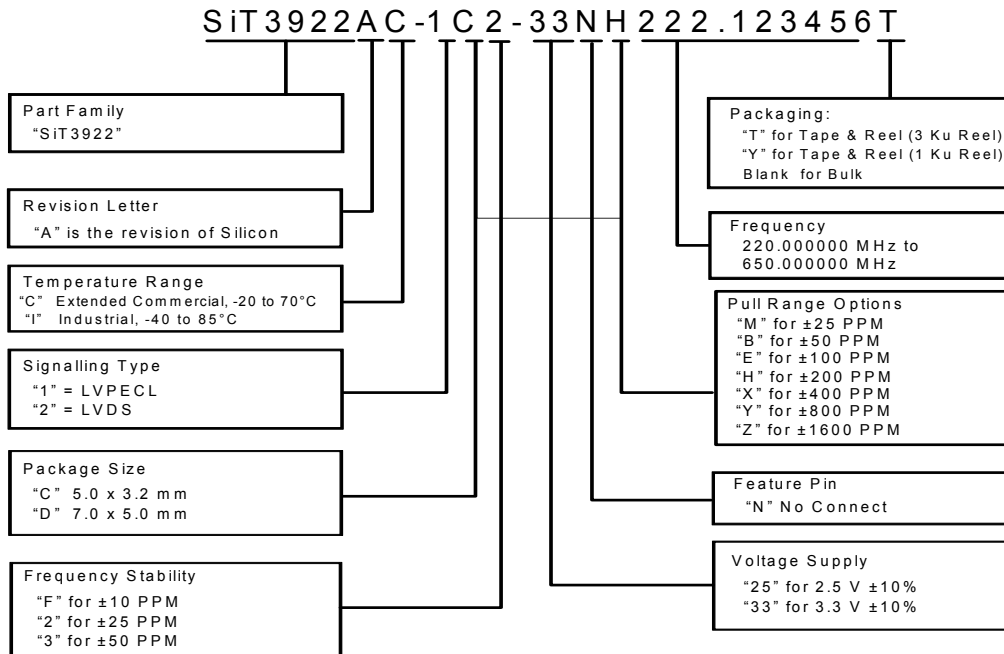 SiT3922AC-1C2-33NH222.123456T
Part Family
“SiT3922”
Revision Letter
“A” is the revision of Silicon
Temperature Range
“C” Extended Commercial, -20 to 70°C
“I” Industrial, -40 to 85°C
Signalling Type
“1” = LVPECL
“2” = LVDS
Package Size
“C” 5.0 x 3.2 mm
“D” 7.0 x 5.0 mm
Frequency Stability
“F” for ±10 PPM
“2” for ±25 PPM
“3” for ±50 PPM
Packaging:
“T” for Tape & Reel (3 Ku Reel)
“Y” for Tape & Reel (1 Ku Reel)
Blank for Bulk
Frequency
220.000000 MHz to
650.000000 MHz
Pull Range Options
“M” for ±25 PPM
“B” for ±50 PPM
“E” for ±100 PPM
“H” for ±200 PPM
“X” for ±400 PPM
“Y” for ±800 PPM
“Z” for ±1600 PPM
Feature Pin
“N” No Connect
Voltage Supply
“25” for 2.5 V ±10%
“33” for 3.3 V ±10%